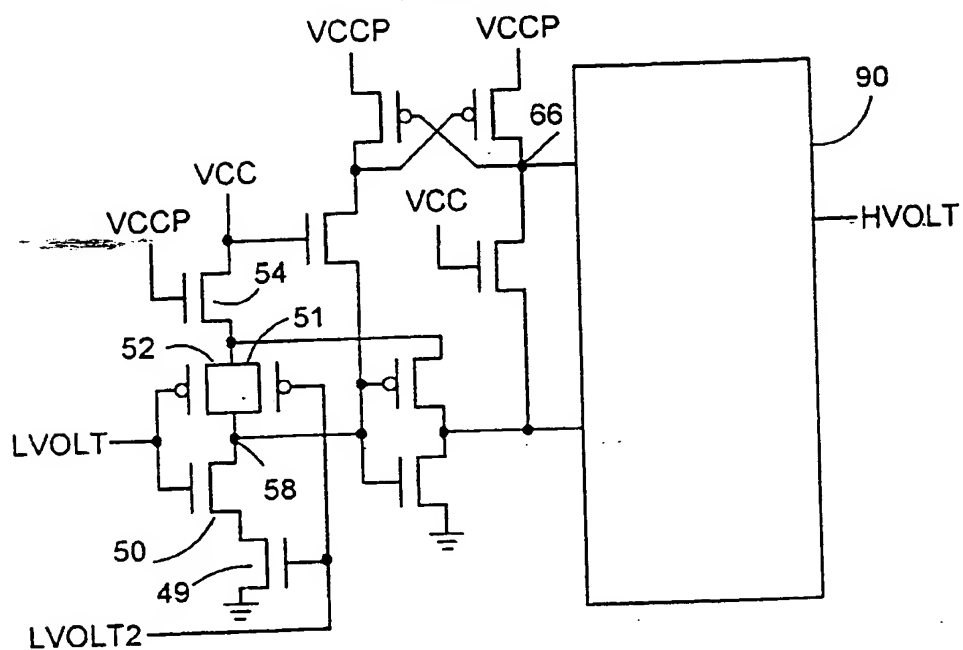 VCCP VCCP
90
66
VCC
VCC
VCCP
HVOLT
54
51
52
LVOLT
58
50
49
LVOLT2